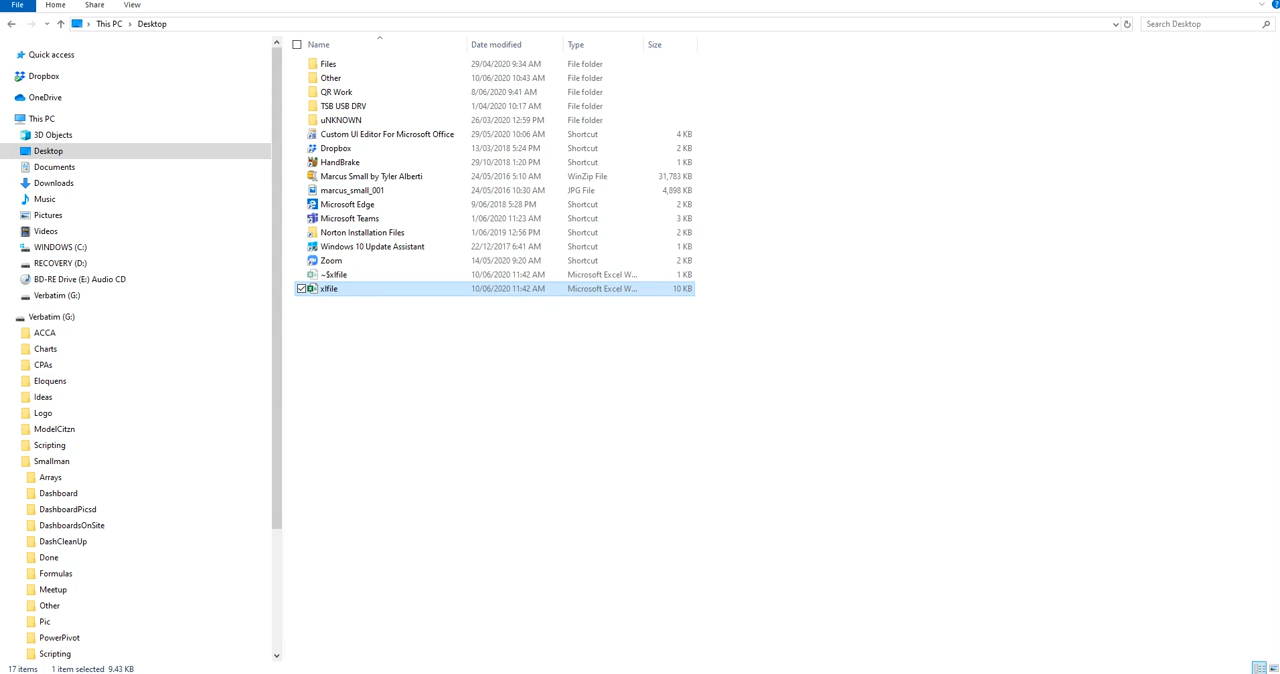 File Home Share View
This PC > Desktop Search Desktop
Quick access
Dropbox
OneDrive
This PC
3D Objects
Desktop
Documents
Downloads
Music
Pictures
Videos
WINDOWS (C:)
RECOVERY (D:)
BD-RE Drive (E:) Audio CD
Verbatim (G:)
Verbatim (G:)
ACCA
Charts
CPAs
Eloquens
Ideas
Logo
ModelCitzn
Scripting
Smallman
Arrays
Dashboard
DashboardPicsd
DashboardsOnSite
DashCleanUp
Done
Formulas
Meetup
Other
Pic
PowerPivot
Scripting
Name Date modified Type Size
Files 29/04/2020 9:34 AM File folder
Other 10/06/2020 10:43 AM File folder
QR Work 8/06/2020 9:41 AM File folder
TSB USB DRV 1/04/2020 10:17 AM File folder
uNKNOWN 26/03/2020 12:59 PM File folder
Custom UI Editor For Microsoft Office 29/05/2020 10:06 AM Shortcut 4 KB
Dropbox 13/03/2018 5:24 PM Shortcut 2 KB
HandBrake 29/10/2018 1:20 PM Shortcut 1 KB
Marcus Small by Tyler Alberti 24/05/2016 5:10 AM WinZip File 31,783 KB
marcus_small_001 24/05/2016 10:30 AM JPG File 4,898 KB
Microsoft Edge 9/06/2018 5:28 PM Shortcut 2 KB
Microsoft Teams 1/06/2020 11:23 AM Shortcut 3 KB
Norton Installation Files 1/06/2019 12:56 PM Shortcut 2 KB
Windows 10 Update Assistant 22/12/2017 6:41 AM Shortcut 1 KB
Zoom 14/05/2020 9:20 AM Shortcut 2 KB
~$xlfile 10/06/2020 11:42 AM Microsoft Excel W... 1 KB
xlfile 10/06/2020 11:42 AM Microsoft Excel W... 10 KB
17 items 1 item selected 9.43 KB